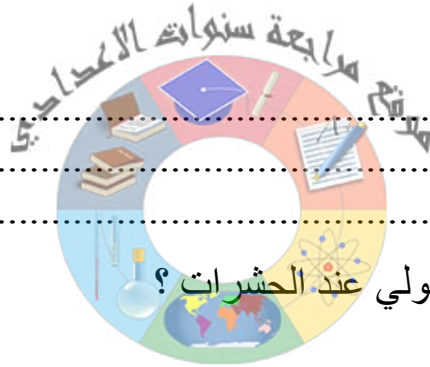 موقع مراجعة سنوات الاعدادي
ولي عند الحشرات ؟